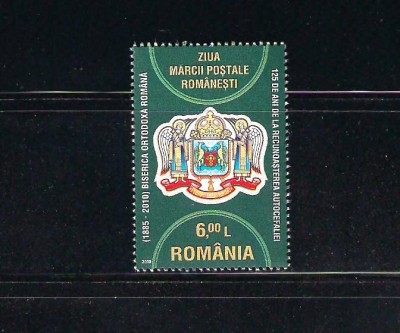 ZIUA
MĂRCII POȘTALE
ROMÂNEȘTI
(1885 - 2010) BISERICA ORTODOXĂ ROMÂNĂ
125 DE ANI DE LA RECUNOAȘTEREA AUTOCEFALIEI
6,00 L
ROMÂNIA